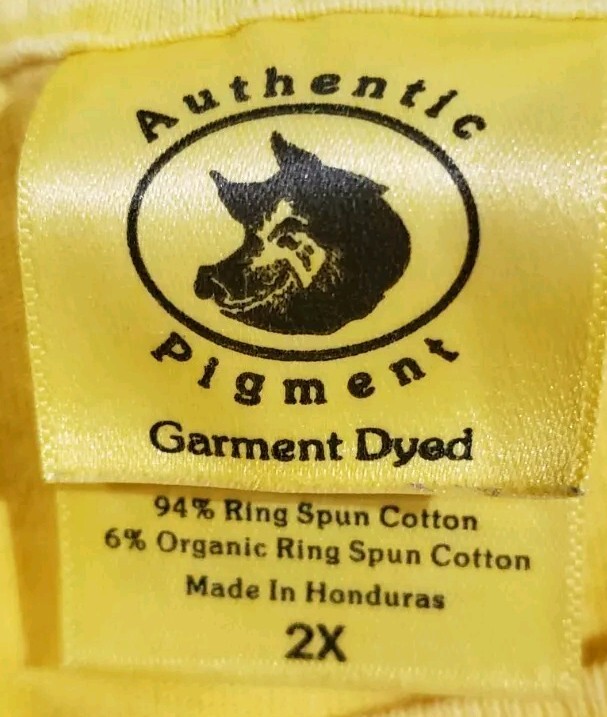 Authentic
Pigment
Garment Dyed
94% Ring Spun Cotton
6% Organic Ring Spun Cotton
Made In Honduras
2X